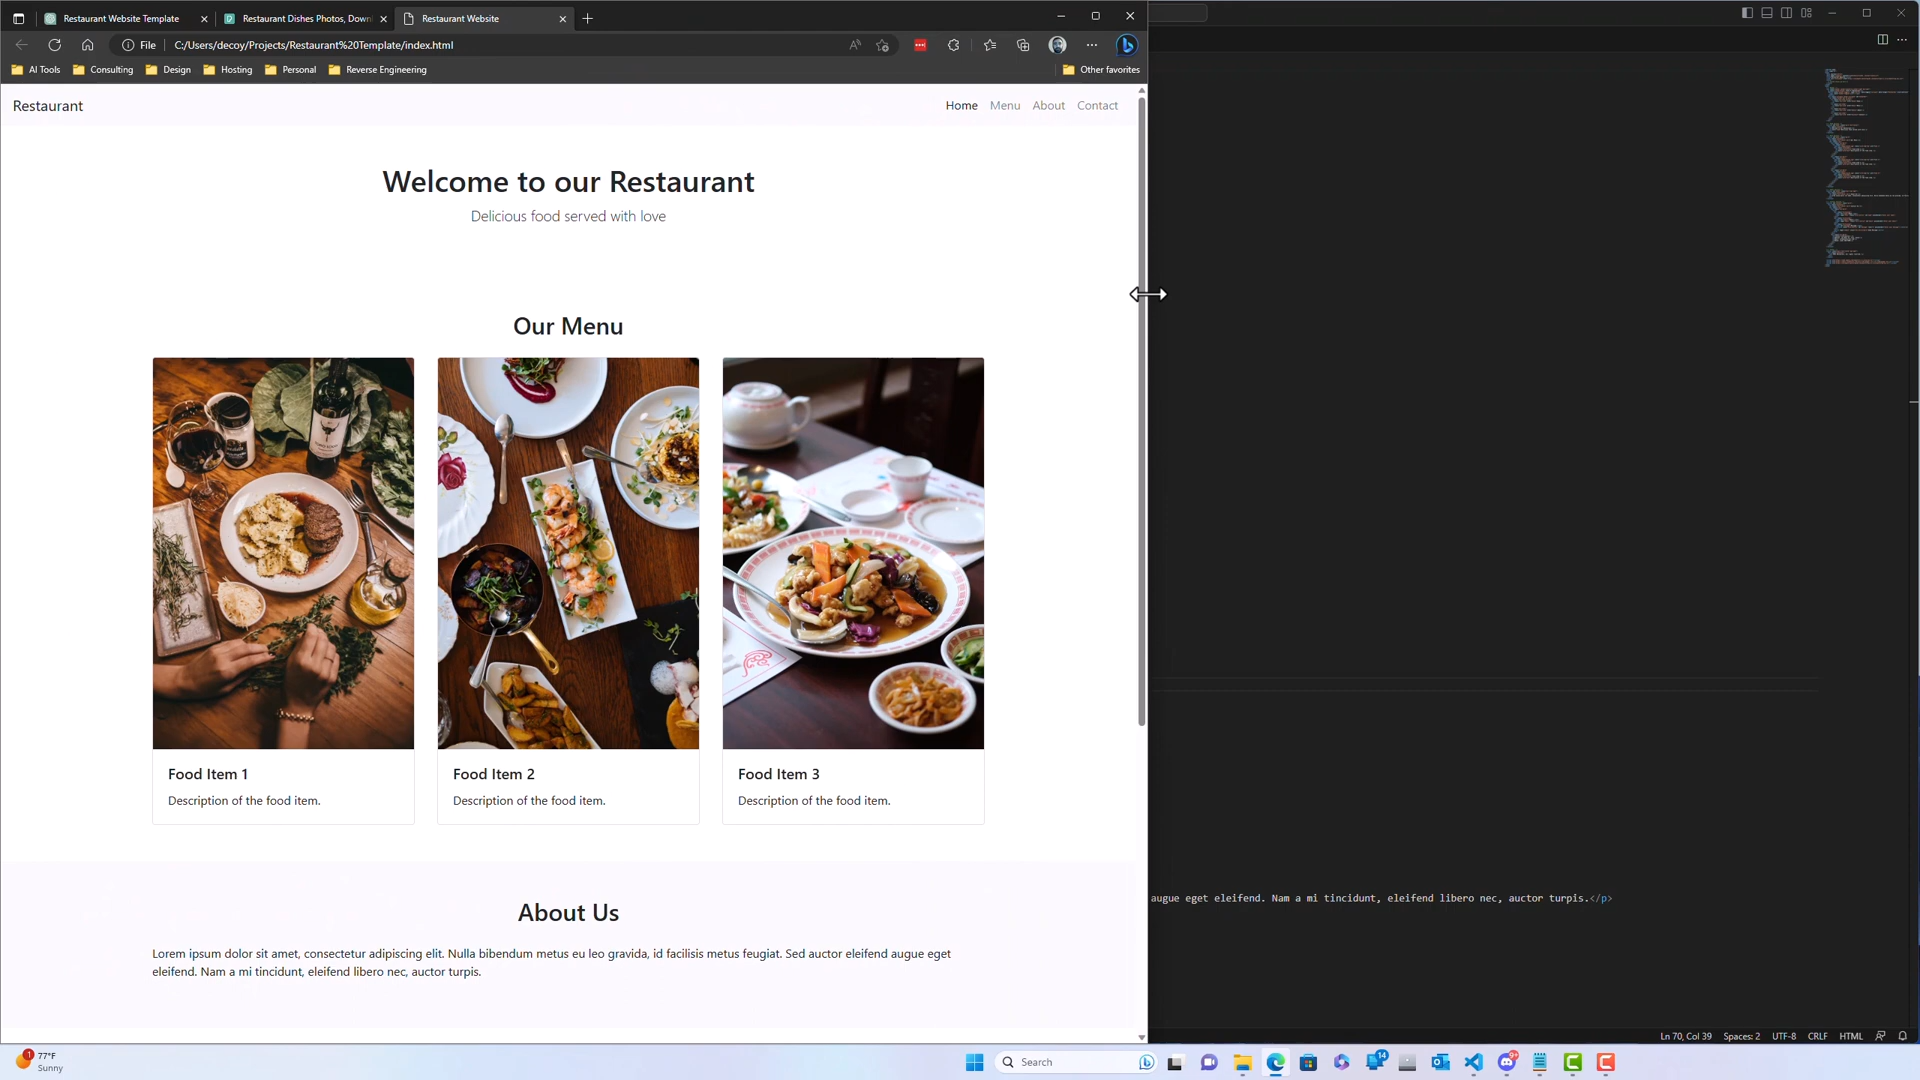 Restaurant Website Template
Restaurant Dishes Photos, Down
Restaurant Website
File
C:/Users/decoy/Projects/Restaurant%20Template/index.html
AI Tools
Consulting
Design
Hosting
Personal
Reverse Engineering
Other favorites
Restaurant
Home
Menu
About
Contact
Welcome to our Restaurant
Delicious food served with love
Our Menu
Food Item 1
Description of the food item.
Food Item 2
Description of the food item.
Food Item 3
Description of the food item.
About Us
Lorem ipsum dolor sit amet, consectetur adipiscing elit. Nulla bibendum metus eu leo gravida, id facilisis metus feugiat. Sed auctor eleifend augue eget
eleifend. Nam a mi tincidunt, eleifend libero nec, auctor turpis.
augue eget eleifend. Nam a mi tincidunt, eleifend libero nec, auctor turpis.</p>
Ln 70, Col 39
Spaces: 2
UTF-8
CRLF
HTML
1
77°F
Sunny
Search
14
9+